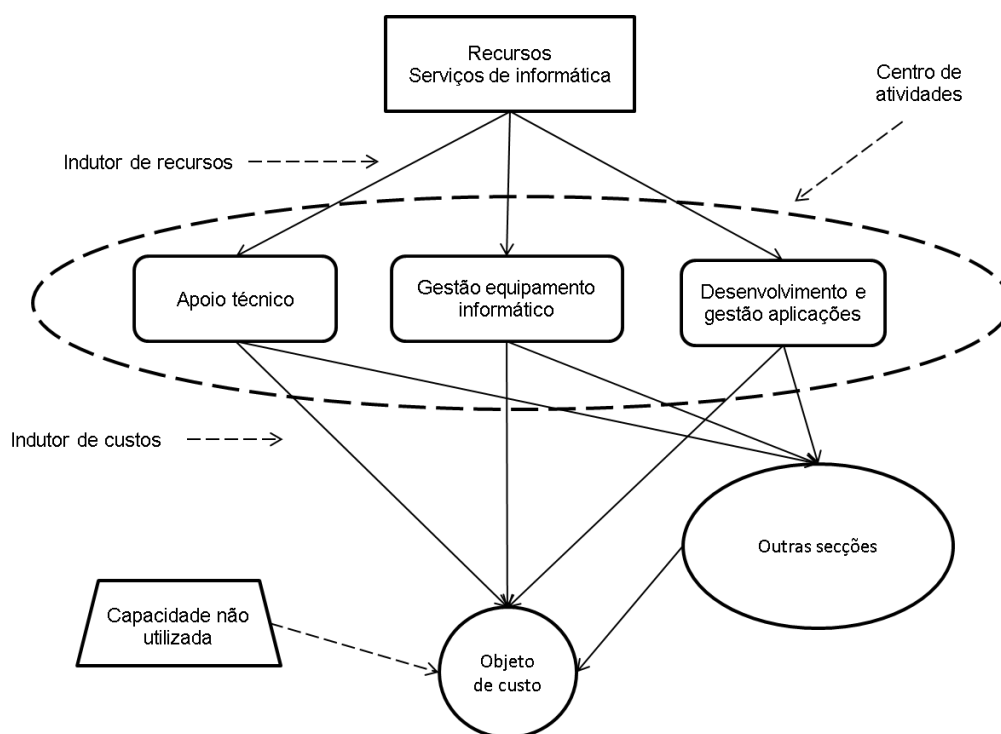 Recursos
Serviços de informática
Centro de
atividades
Indutor de recursos
Apoio técnico
Gestão equipamento
informático
Desenvolvimento e
gestão aplicações
Indutor de custos
Outras secções
Capacidade não
utilizada
Objeto
de custo